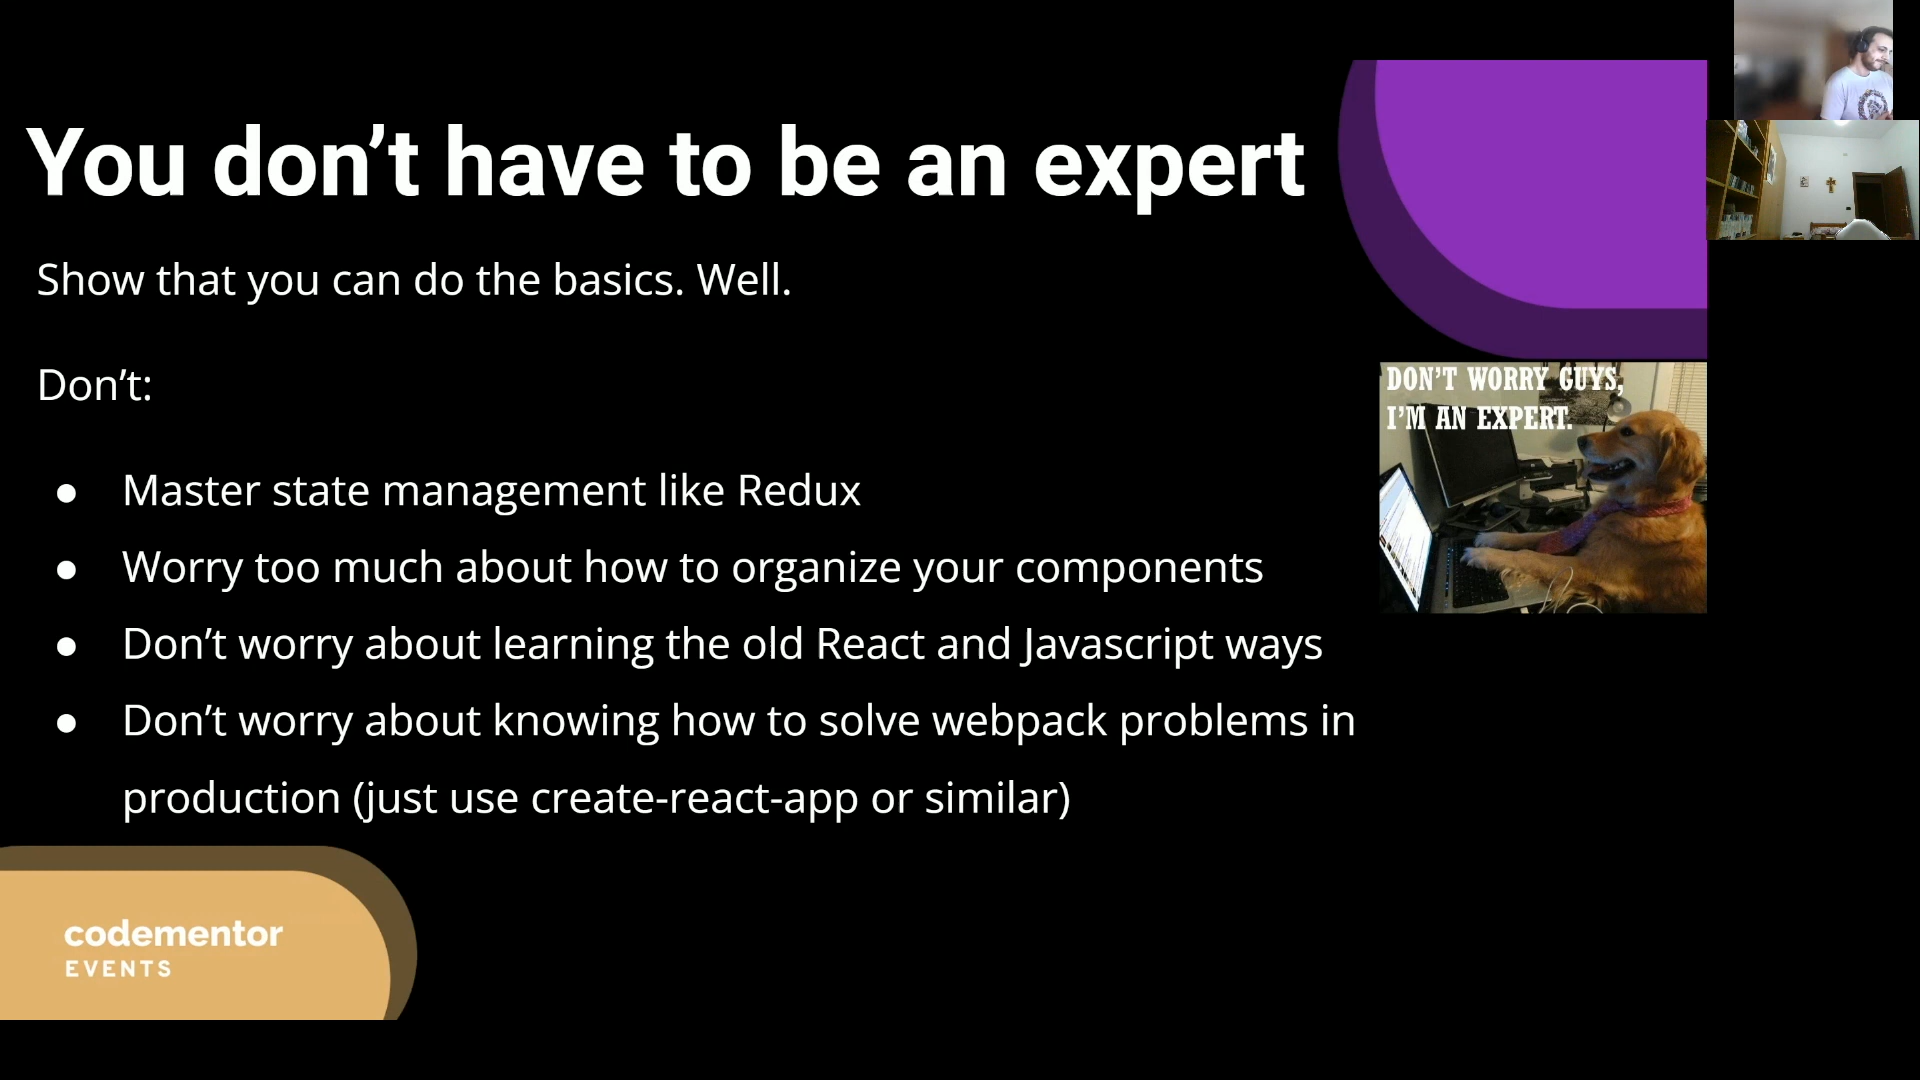 You don’t have to be an expert
Show that you can do the basics. Well.
Don’t:
● Master state management like Redux
● Worry too much about how to organize your components
● Don’t worry about learning the old React and Javascript ways
● Don’t worry about knowing how to solve webpack problems in
production (just use create-react-app or similar)
DON’T WORRY GUYS,
I’M AN EXPERT.
codementor
EVENTS